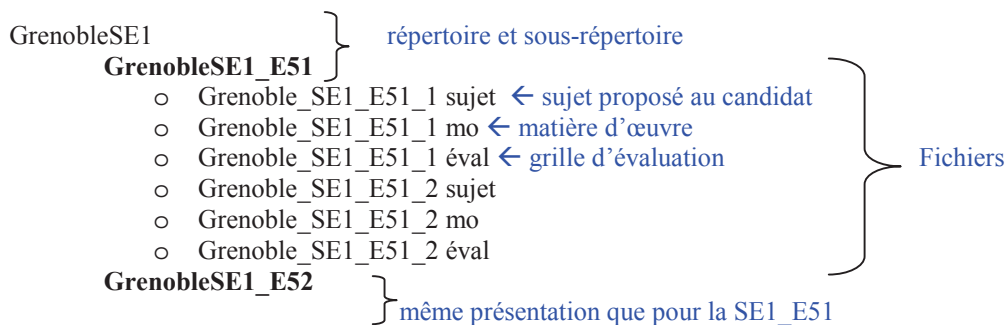 GrenobleSE1 répertoire et sous-répertoire
GrenobleSE1_E51
o Grenoble_SE1_E51_1 sujet ← sujet proposé au candidat
o Grenoble_SE1_E51_1 mo ← matière d'œuvre
o Grenoble_SE1_E51_1 éval ← grille d'évaluation Fichiers
o Grenoble_SE1_E51_2 sujet
o Grenoble_SE1_E51_2 mo
o Grenoble_SE1_E51_2 éval
GrenobleSE1_E52
même présentation que pour la SE1_E51